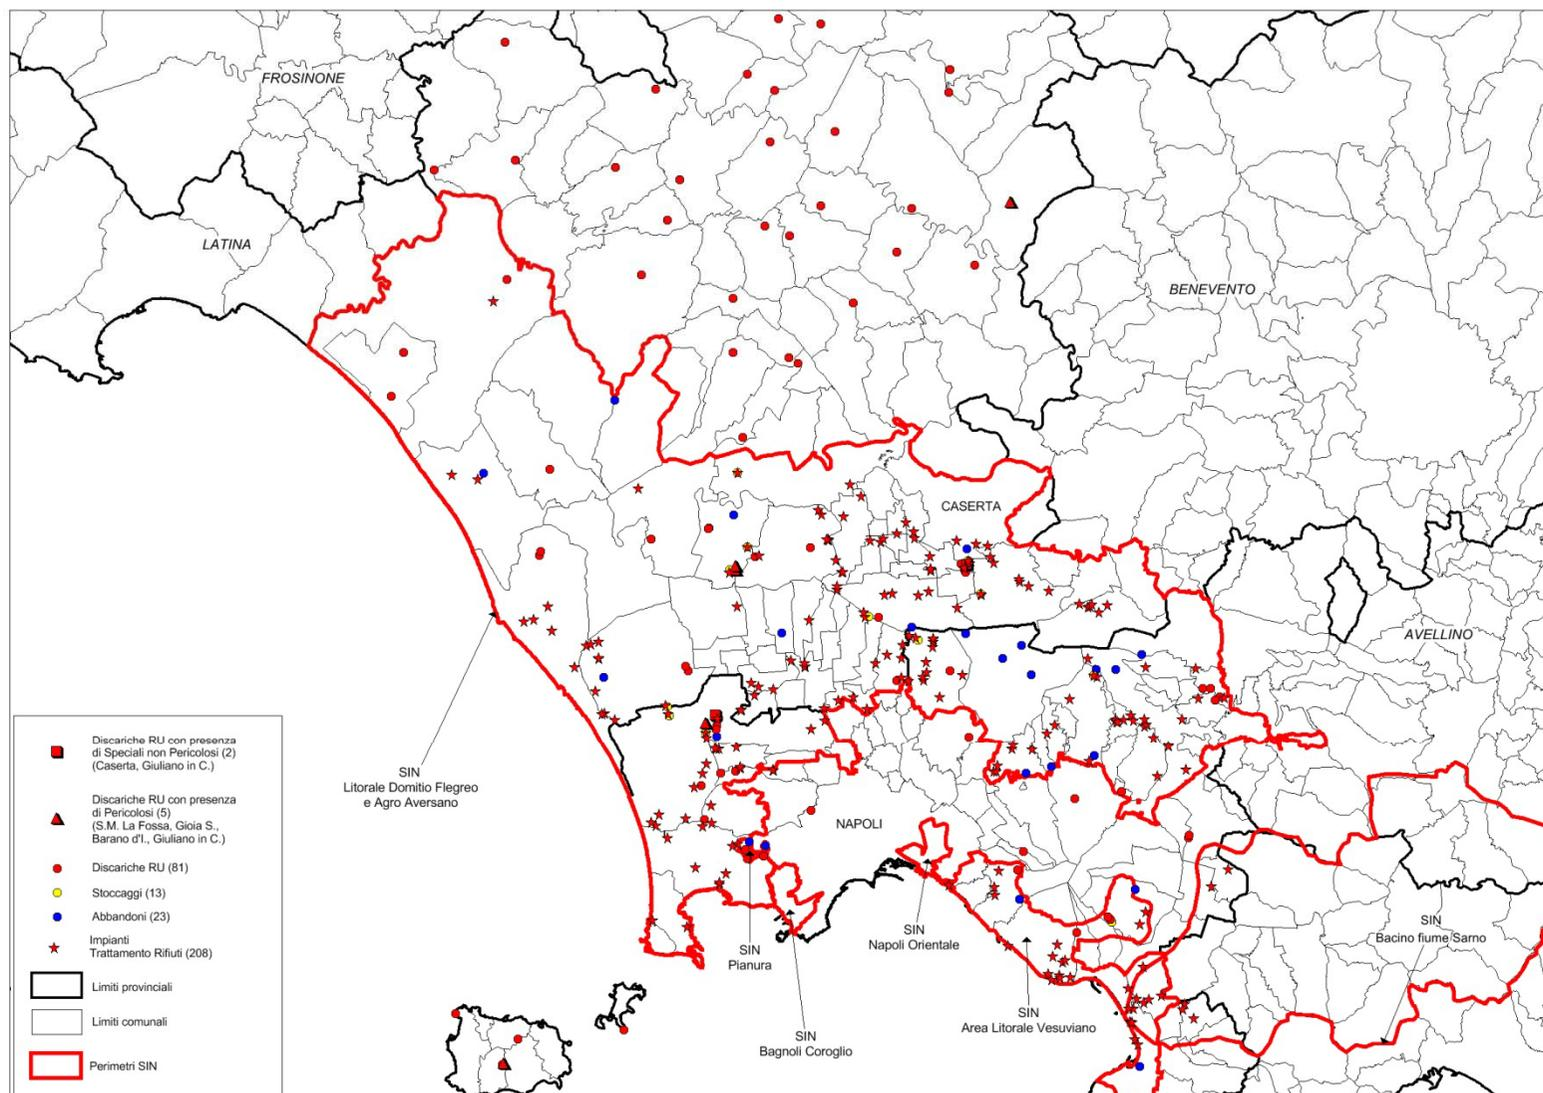 FROSINONE
LATINA
BENEVENTO
CASERTA
AVELLINO
NAPOLI
SIN
Litorale Domitio Flegreo
e Agro Aversano
SIN
Pianura
SIN
Bagnoli Coroglio
SIN
Napoli Orientale
SIN
Area Litorale Vesuviano
SIN
Bacino fiume Sarno
Discariche RU con presenza
di Speciali non Pericolosi (2)
(Caserta, Giuliano in C.)
Discariche RU con presenza
di Pericolosi (5)
(S.M. La Fossa, Gioia S.,
Barano d'I., Giuliano in C.)
Discariche RU (81)
Stoccaggi (13)
Abbandoni (23)
Impianti
Trattamento Rifiuti (208)
Limiti provinciali
Limiti comunali
Perimetri SIN